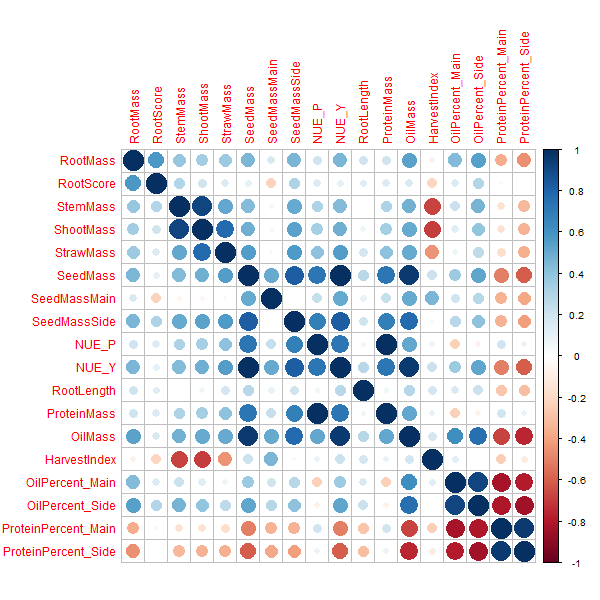 RootMass
RootScore
StemMass
ShootMass
StrawMass
SeedMass
SeedMassMain
SeedMassSide
NUE_P
NUE_Y
RootLength
ProteinMass
OilMass
HarvestIndex
OilPercent_Main
OilPercent_Side
ProteinPercent_Main
ProteinPercent_Side
RootMass
RootScore
StemMass
ShootMass
StrawMass
SeedMass
SeedMassMain
SeedMassSide
NUE_P
NUE_Y
RootLength
ProteinMass
OilMass
HarvestIndex
OilPercent_Main
OilPercent_Side
ProteinPercent_Main
ProteinPercent_Side
1
0.8
0.6
0.4
0.2
0
-0.2
-0.4
-0.6
-0.8
-1